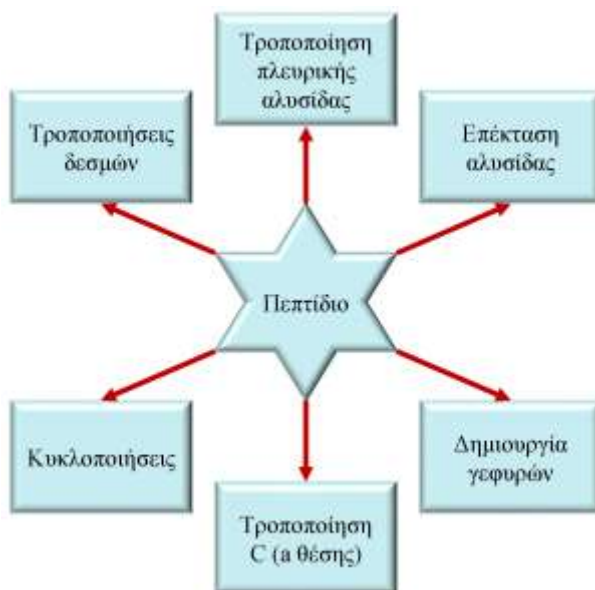 Τροποποίηση
πλευρικής
αλυσίδας
Τροποποιήσεις
δεσμών
Επέκταση
αλυσίδας
Πεπτίδιο
Κυκλοποιήσεις
Δημιουργία
γεφυρών
Τροποποίηση
C (a θέσης)